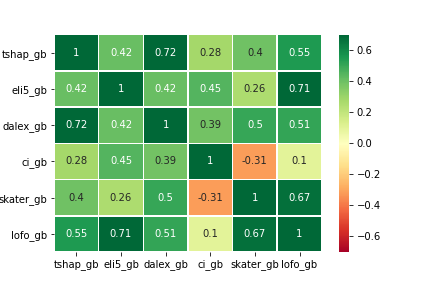 tshap_gb 1 0.42 0.72 0.28 0.4 0.55
eli5_gb 0.42 1 0.42 0.45 0.26 0.71
dalex_gb 0.72 0.42 1 0.39 0.5 0.51
ci_gb 0.28 0.45 0.39 1 -0.31 0.1
skater_gb 0.4 0.26 0.5 -0.31 1 0.67
lofo_gb 0.55 0.71 0.51 0.1 0.67 1
tshap_gb eli5_gb dalex_gb ci_gb skater_gb lofo_gb
0.6
0.4
0.2
0.0
−0.2
−0.4
−0.6